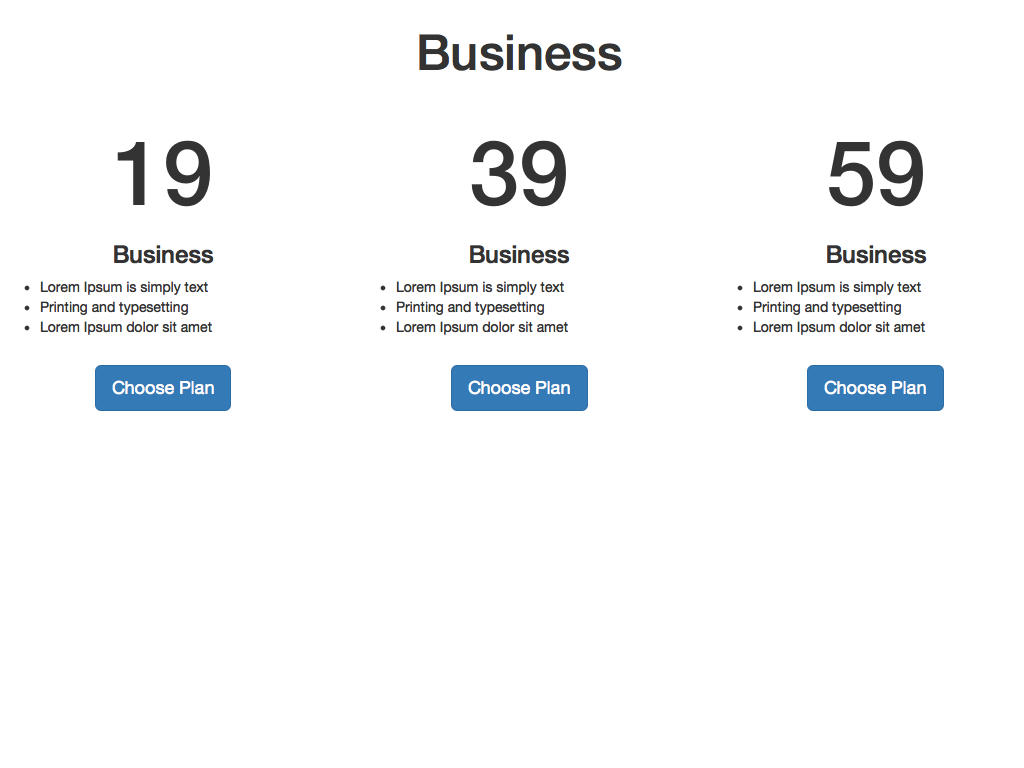 Business
19
Business
Lorem Ipsum is simply text
Printing and typesetting
Lorem Ipsum dolor sit amet
Choose Plan
39
Business
Lorem Ipsum is simply text
Printing and typesetting
Lorem Ipsum dolor sit amet
Choose Plan
59
Business
Lorem Ipsum is simply text
Printing and typesetting
Lorem Ipsum dolor sit amet
Choose Plan